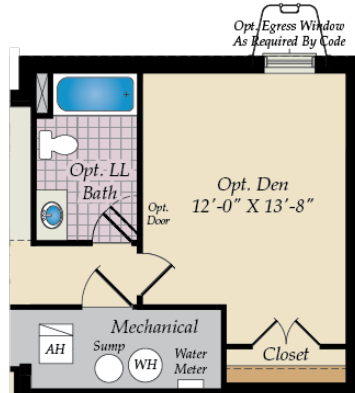 Opt. Egress Window
As Required By Code
Opt. LL
Bath
Opt.
Door
Opt. Den
12'-0" X 13'-8"
Mechanical
AH
Sump
WH
Water
Meter
Closet